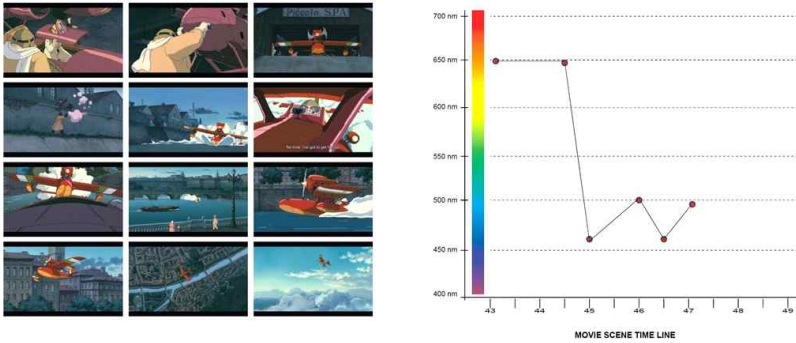 Piccolo S.P.A
700 nm
650 nm
600 nm
550 nm
500 nm
450 nm
400 nm
43 44 45 46 47 48 49
MOVIE SCENE TIME LINE